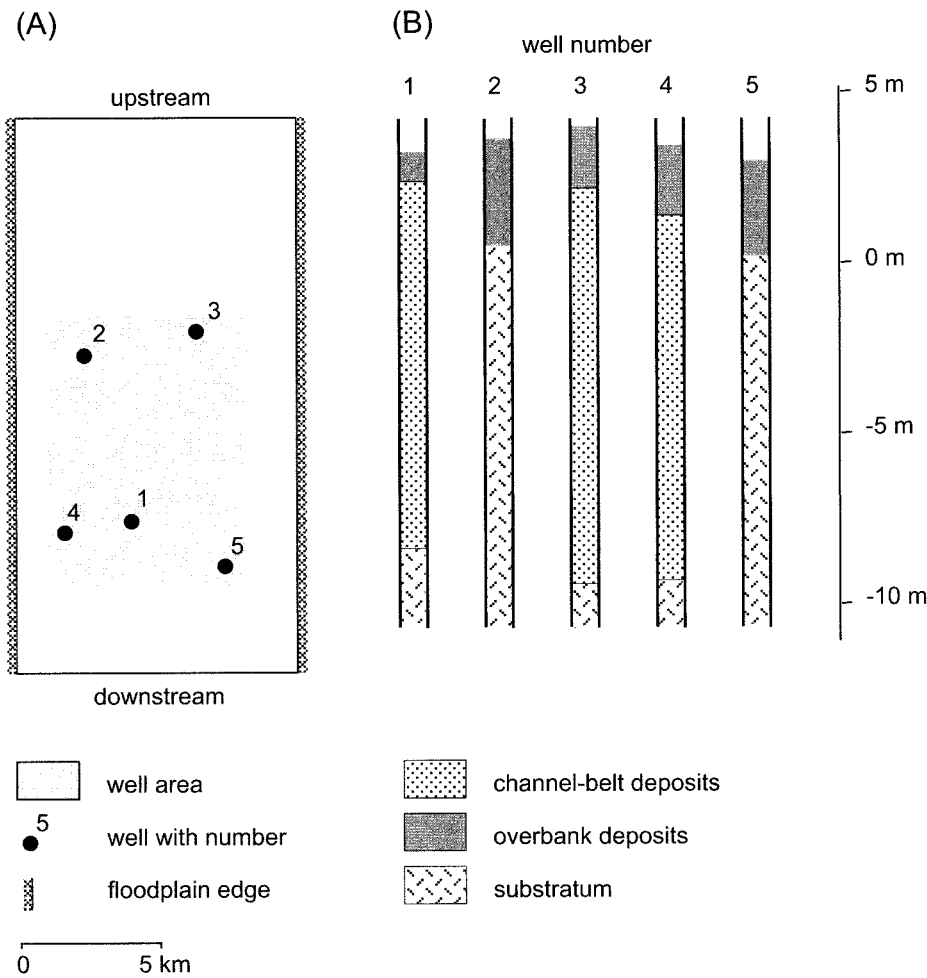 (A)
upstream
3
2
1
4
5
downstream
well area
5
well with number
floodplain edge
0 5 km
(B)
well number
1 2 3 4 5
5 m
0 m
-5 m
-10 m
channel-belt deposits
overbank deposits
substratum